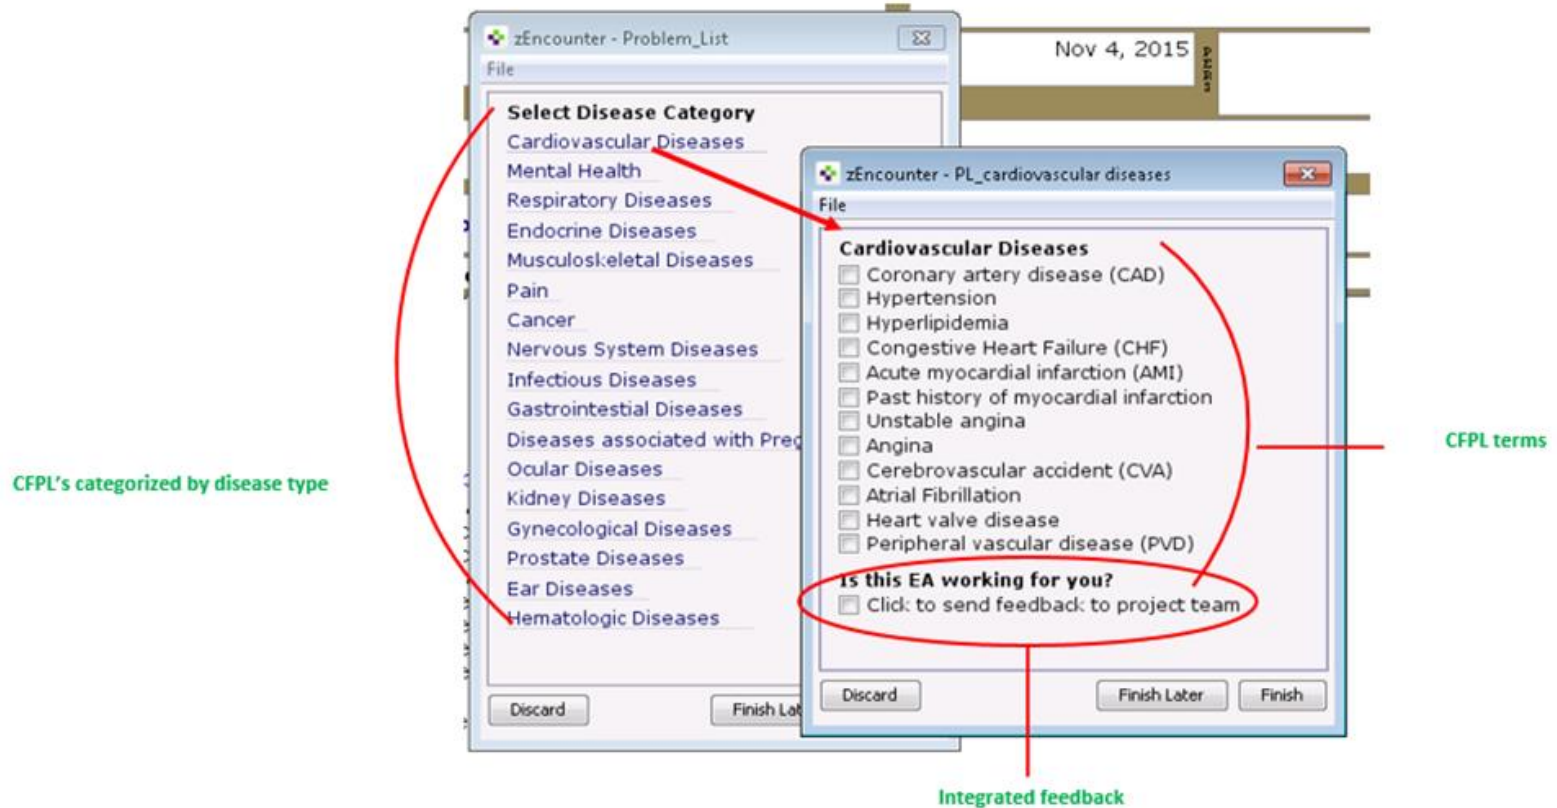 zEncounter - Problem_List
File
Select Disease Category
Cardiovascular Diseases
Mental Health
Respiratory Diseases
Endocrine Diseases
Musculoskeletal Diseases
Pain
Cancer
Nervous System Diseases
Infectious Diseases
Gastrointestial Diseases
Diseases associated with Preg
Ocular Diseases
Kidney Diseases
Gynecological Diseases
Prostate Diseases
Ear Diseases
Hematologic Diseases
Discard
Finish Lat
Nov 4, 2015
zEncounter - PL_cardiovascular diseases
File
Cardiovascular Diseases
Coronary artery disease (CAD)
Hypertension
Hyperlipidemia
Congestive Heart Failure (CHF)
Acute myocardial infarction (AMI)
Past history of myocardial infarction
Unstable angina
Angina
Cerebrovascular accident (CVA)
Atrial Fibrillation
Heart valve disease
Peripheral vascular disease (PVD)
Is this EA working for you?
Click to send feedback to project team
Discard
Finish Later
Finish
CFPL's categorized by disease type
CFPL terms
Integrated feedback